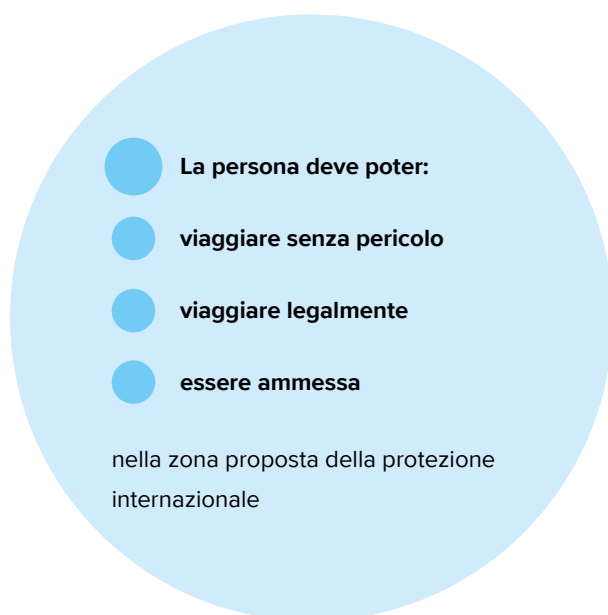 La persona deve poter:
viaggiare senza pericolo
viaggiare legalmente
essere ammessa
nella zona proposta della protezione
internazionale